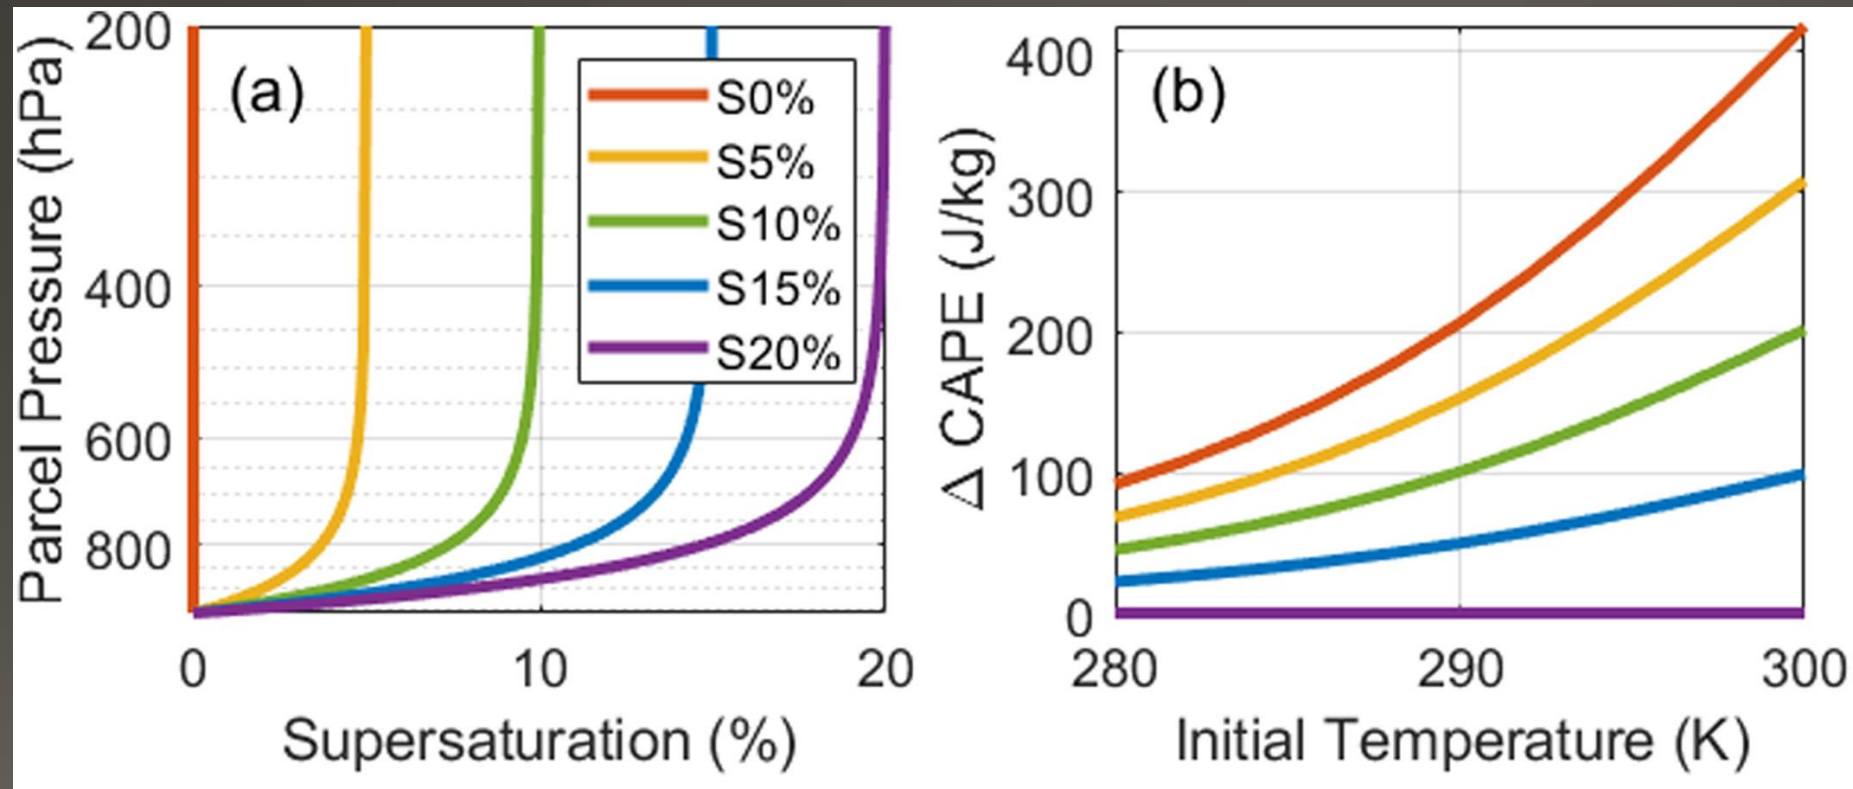 (a)
Parcel Pressure (hPa)
200
400
600
800
0 10 20
Supersaturation (%)
S0%
S5%
S10%
S15%
S20%
(b)
Δ CAPE (J/kg)
400
300
200
100
0
280 290 300
Initial Temperature (K)